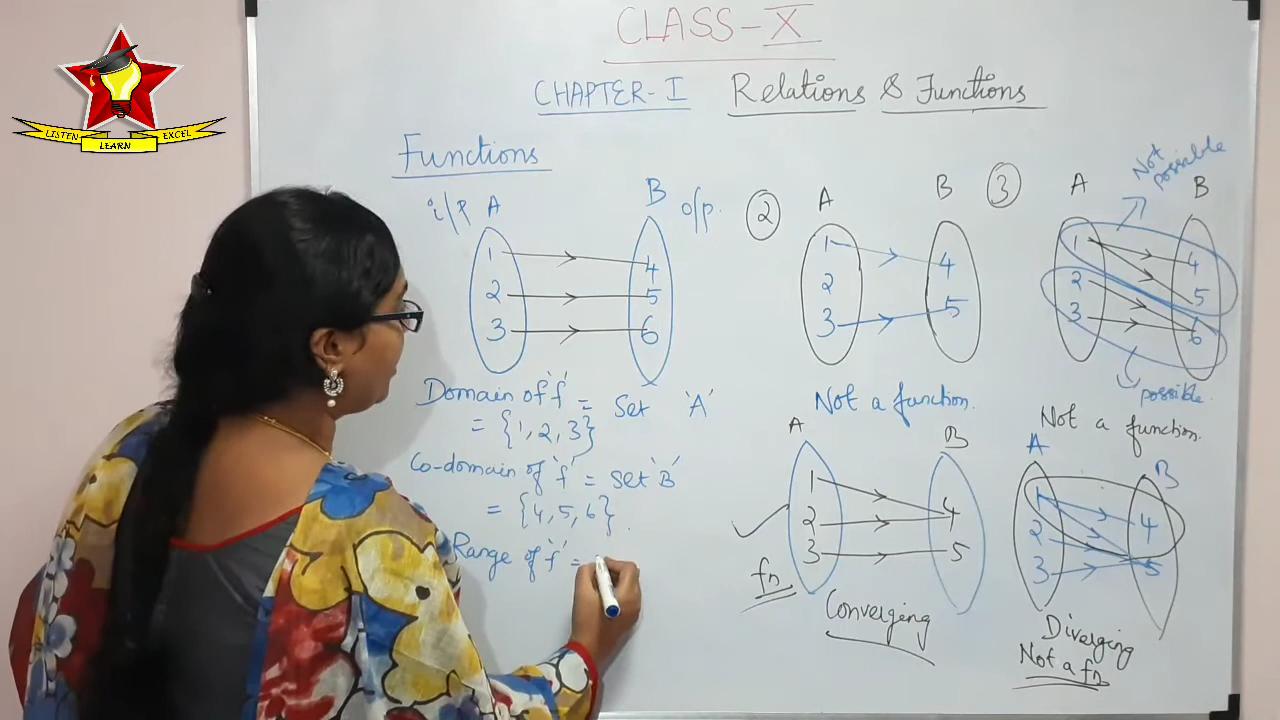 LISTEN
LEARN
EXCEL
CLASS-X
CHAPTER-I Relations & Functions
Functions
i/p A B o/p.
1 4
2 5
3 6
Domain of 'f' = Set 'A'
= {1, 2, 3}
Co-domain of 'f' = Set 'B'
= {4, 5, 6}.
Range of 'f' =
2 A B
1 4
2 5
3
Not a function.
3 A B
Not possible
1 4
2 5
3 6
possible.
Not a function.
A B
1 4
2 5
3
fn
Converging
A B
1 4
2 5
3
Diverging
Not a fn